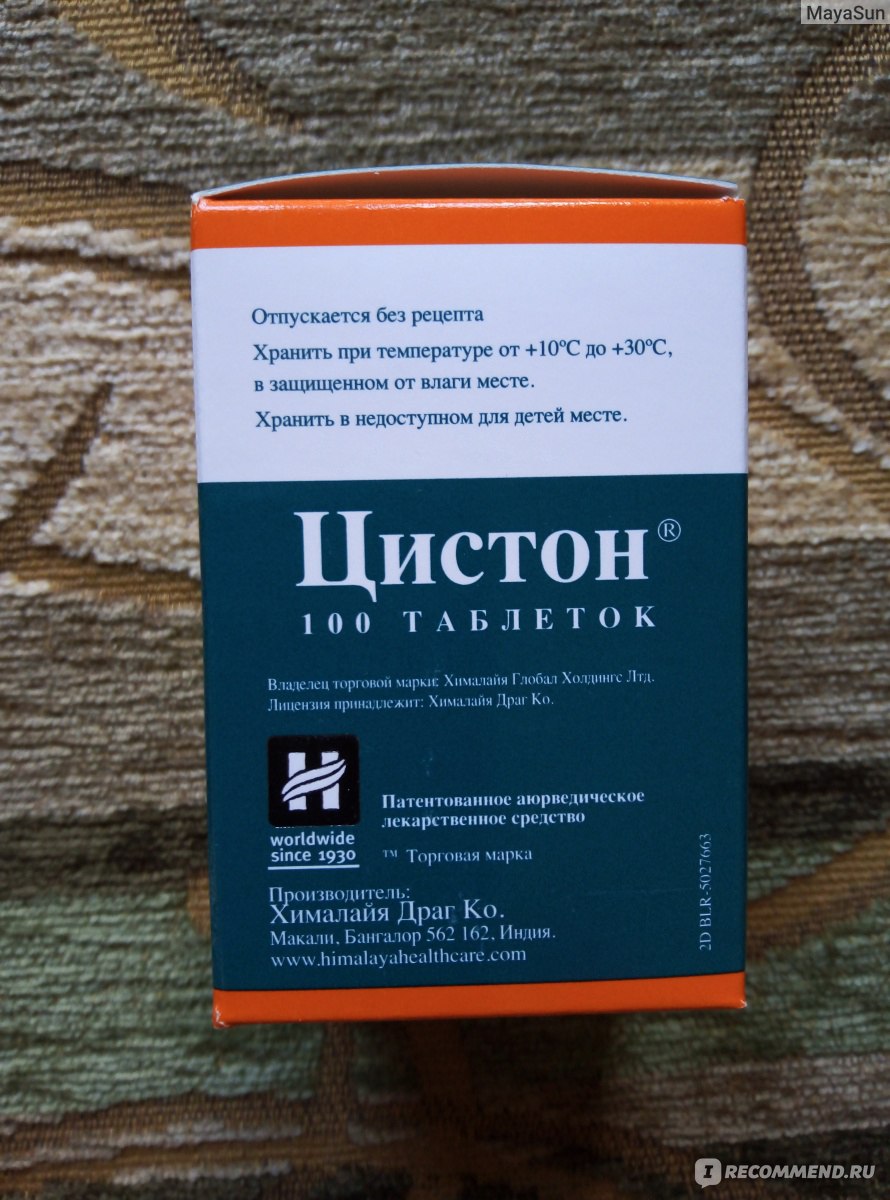 MayaSun
Отпускается без рецепта
Хранить при температуре от +10°С до +30°С,
в защищенном от влаги месте.
Хранить в недоступном для детей месте.
Цистон®
100 ТАБЛЕТОК
Владелец торговой марки: Хималайя Глобал Холдингс Лтд.
Лицензия принадлежит: Хималайя Драг Ко.
H
worldwide
since 1930
Патентованное аюрведическое
лекарственное средство
™ Торговая марка
Производитель:
Хималайя Драг Ко.
Макали, Бангалор 562 162, Индия.
www.himalayahealthcare.com
2D BLR-5027663
IRECOMMEND.RU